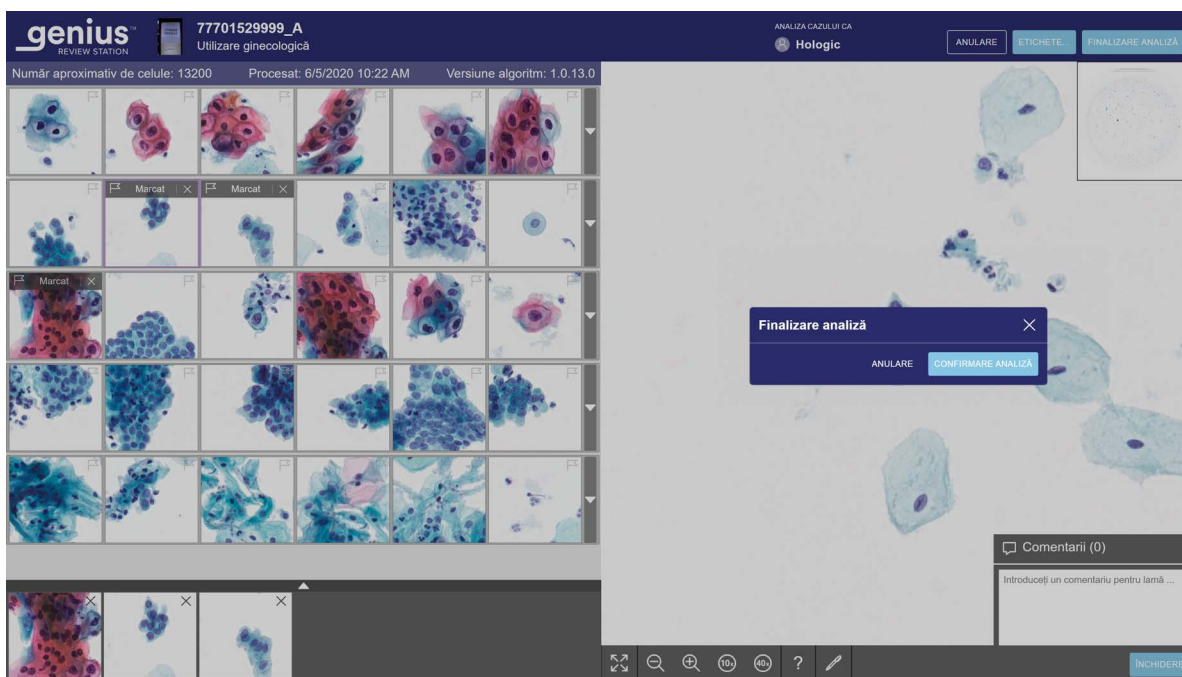 genius™
REVIEW STATION
77701529999_A
Utilizare ginecologică
ANALIZA CAZULUI CA
Hologic
ANULARE
ETICHETE...
FINALIZARE ANALIZĂ
Număr aproximativ de celule: 13200
Procesat: 6/5/2020 10:22 AM
Versiune algoritm: 1.0.13.0
Marcat
Marcat
Marcat
Finalizare analiză
ANULARE
CONFIRMARE ANALIZĂ
Comentarii (0)
Introduceți un comentariu pentru lamă ...
10x
40x
?
ÎNCHIDERE